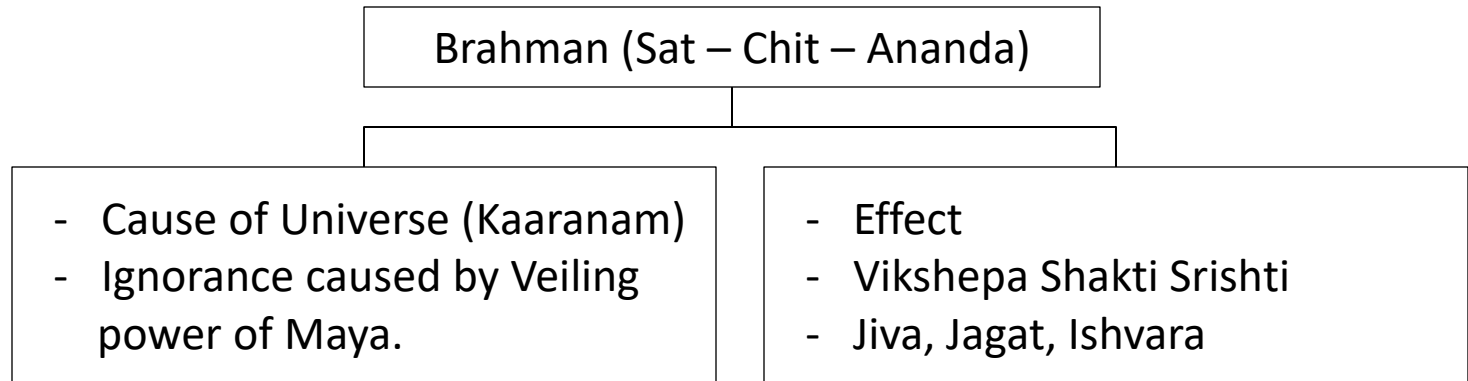 Brahman (Sat – Chit – Ananda)
- Cause of Universe (Kaaranam)
- Ignorance caused by Veiling
power of Maya.
- Effect
- Vikshepa Shakti Srishti
- Jiva, Jagat, Ishvara